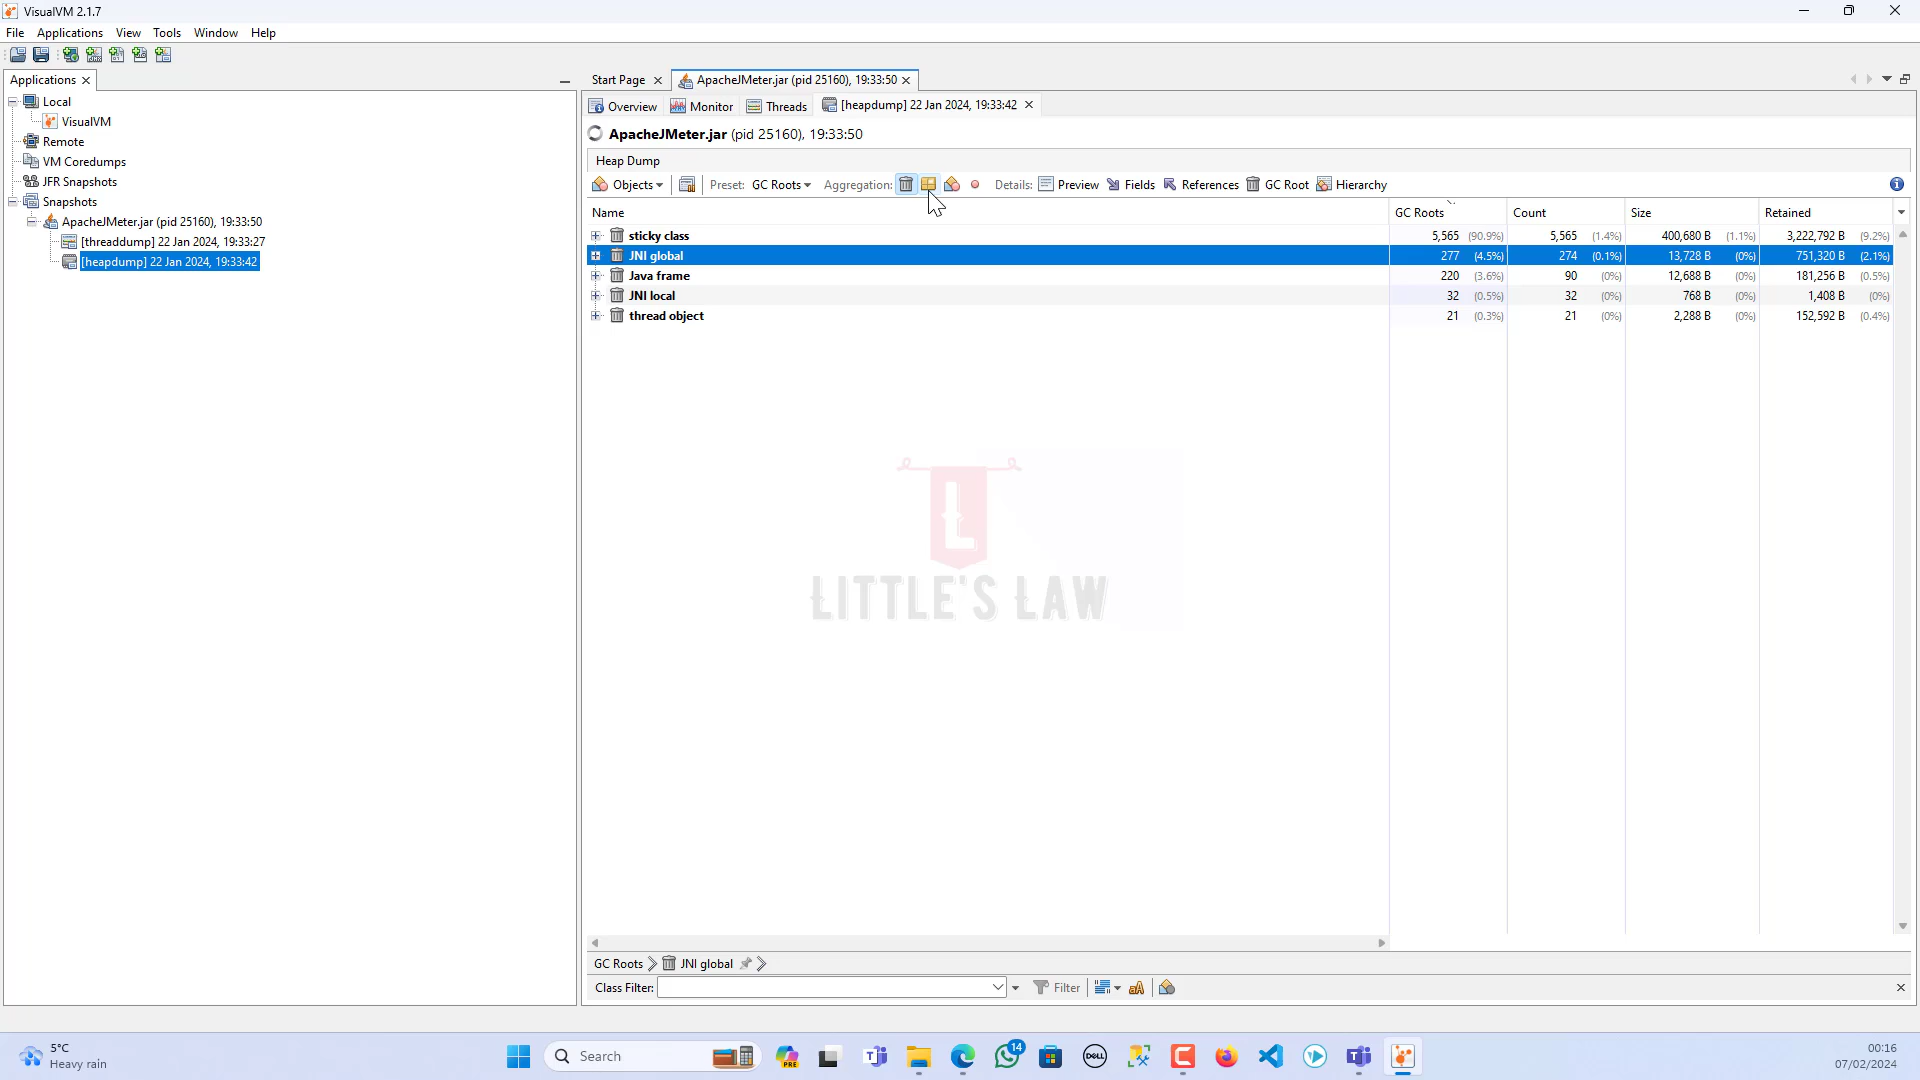 VisualVM 2.1.7
File Applications View Tools Window Help
Applications
Start Page
ApacheJMeter.jar (pid 25160), 19:33:50
Local
VisualVM
Remote
VM Coredumps
JFR Snapshots
Snapshots
ApacheJMeter.jar (pid 25160), 19:33:50
[threaddump] 22 Jan 2024, 19:33:27
[heapdump] 22 Jan 2024, 19:33:42
Overview Monitor Threads [heapdump] 22 Jan 2024, 19:33:42
ApacheJMeter.jar (pid 25160), 19:33:50
Heap Dump
Objects Preset: GC Roots Aggregation: Details: Preview Fields References GC Root Hierarchy
Name GC Roots Count Size Retained
sticky class 5,565 (90.9%) 5,565 (1.4%) 400,680 B (1.1%) 3,222,792 B (9.2%)
JNI global 277 (4.5%) 274 (0.1%) 13,728 B (0%) 751,320 B (2.1%)
Java frame 220 (3.6%) 90 (0%) 12,688 B (0%) 181,256 B (0.5%)
JNI local 32 (0.5%) 32 (0%) 768 B (0%) 1,408 B (0%)
thread object 21 (0.3%) 21 (0%) 2,288 B (0%) 152,592 B (0.4%)
L
LITTLE'S LAW
GC Roots JNI global
Class Filter: Filter aA
5°C
Heavy rain
Search
PRE
14
DELL
00:16
07/02/2024